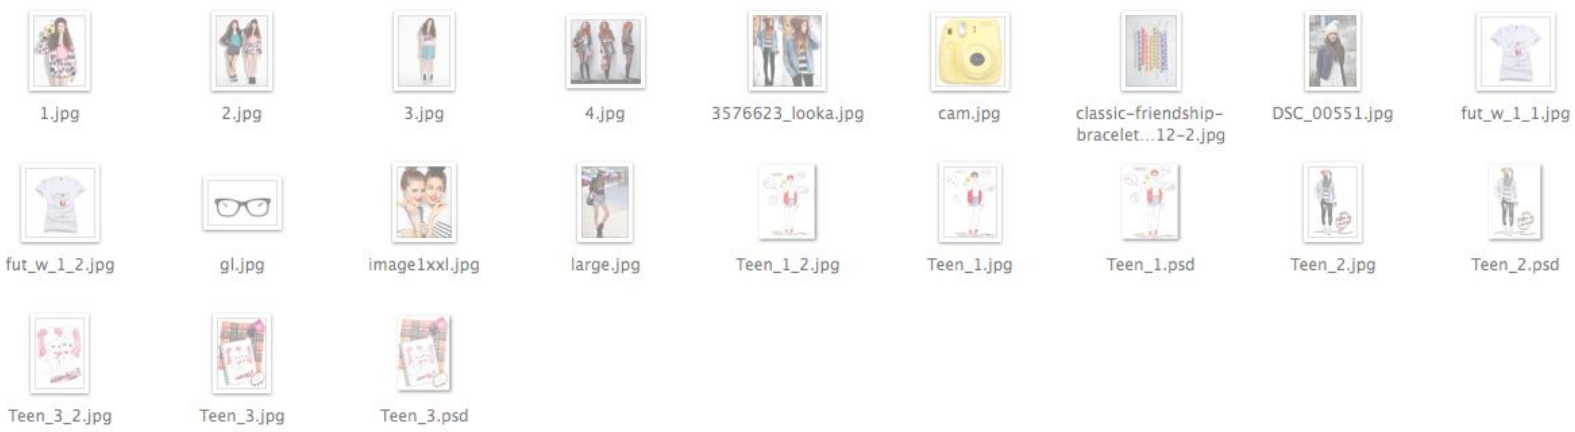 1.jpg
2.jpg
3.jpg
4.jpg
3576623_looka.jpg
cam.jpg
classic-friendship-
bracelet...12-2.jpg
DSC_00551.jpg
fut_w_1_1.jpg
fut_w_1_2.jpg
gl.jpg
image1xxl.jpg
large.jpg
Teen_1_2.jpg
Teen_1.jpg
Teen_1.psd
Teen_2.jpg
Teen_2.psd
Teen_3_2.jpg
Teen_3.jpg
Teen_3.psd